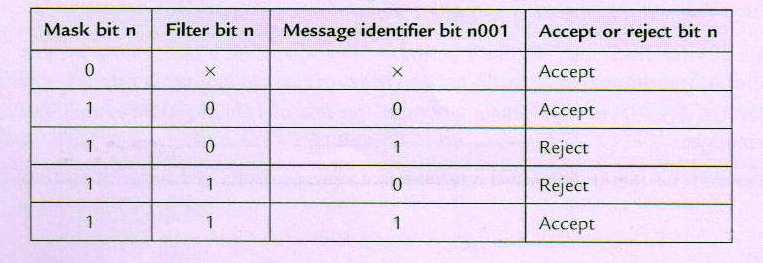 Mask bit n Filter bit n Message identifier bit n001 Accept or reject bit n
0 × × Accept
1 0 0 Accept
1 0 1 Reject
1 1 0 Reject
1 1 1 Accept